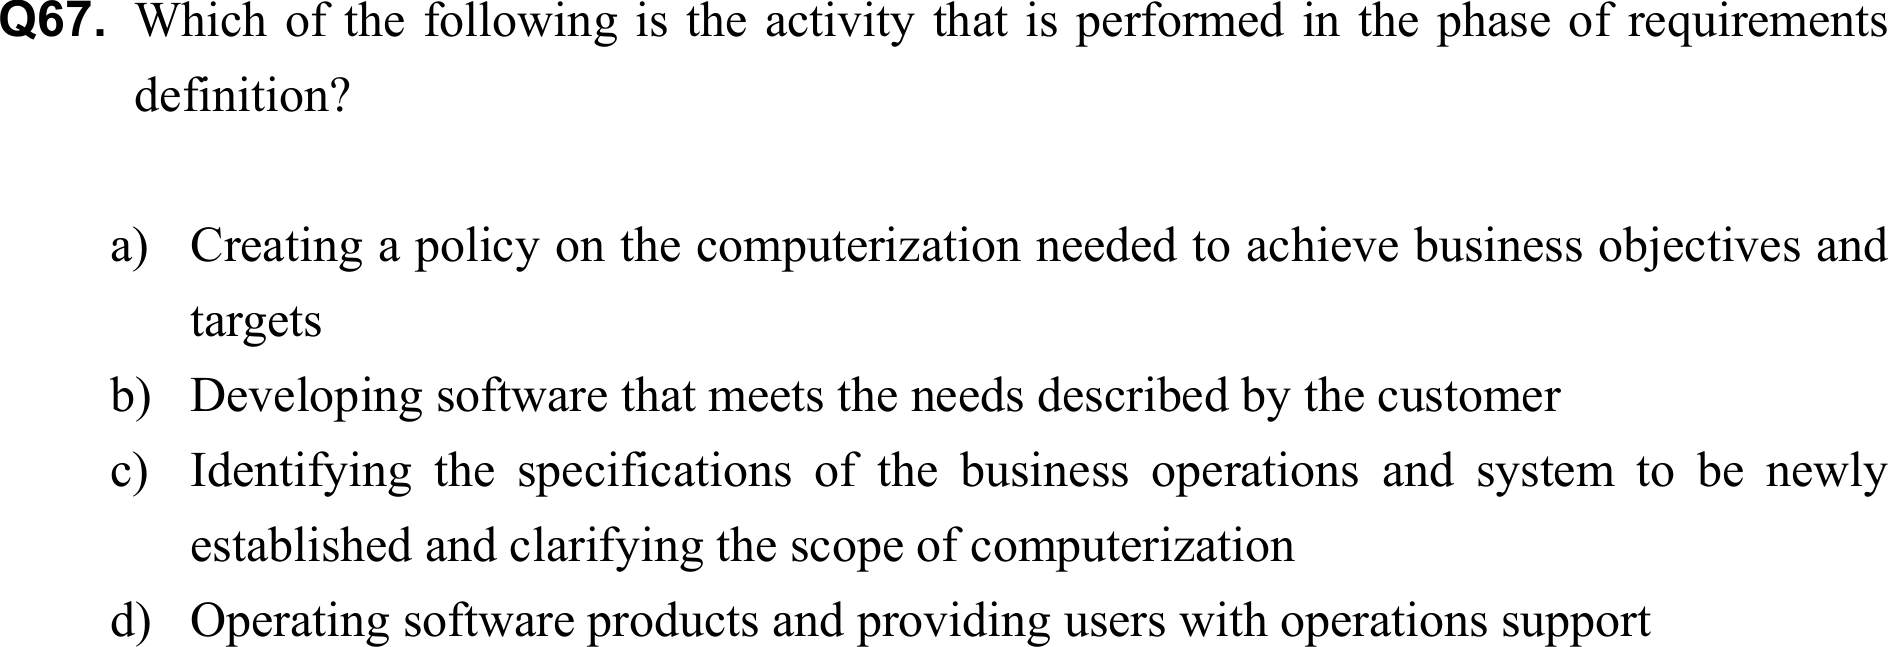 Q67. Which of the following is the activity that is performed in the phase of requirements
definition?
a) Creating a policy on the computerization needed to achieve business objectives and
targets
b) Developing software that meets the needs described by the customer
c) Identifying the specifications of the business operations and system to be newly
established and clarifying the scope of computerization
d) Operating software products and providing users with operations support